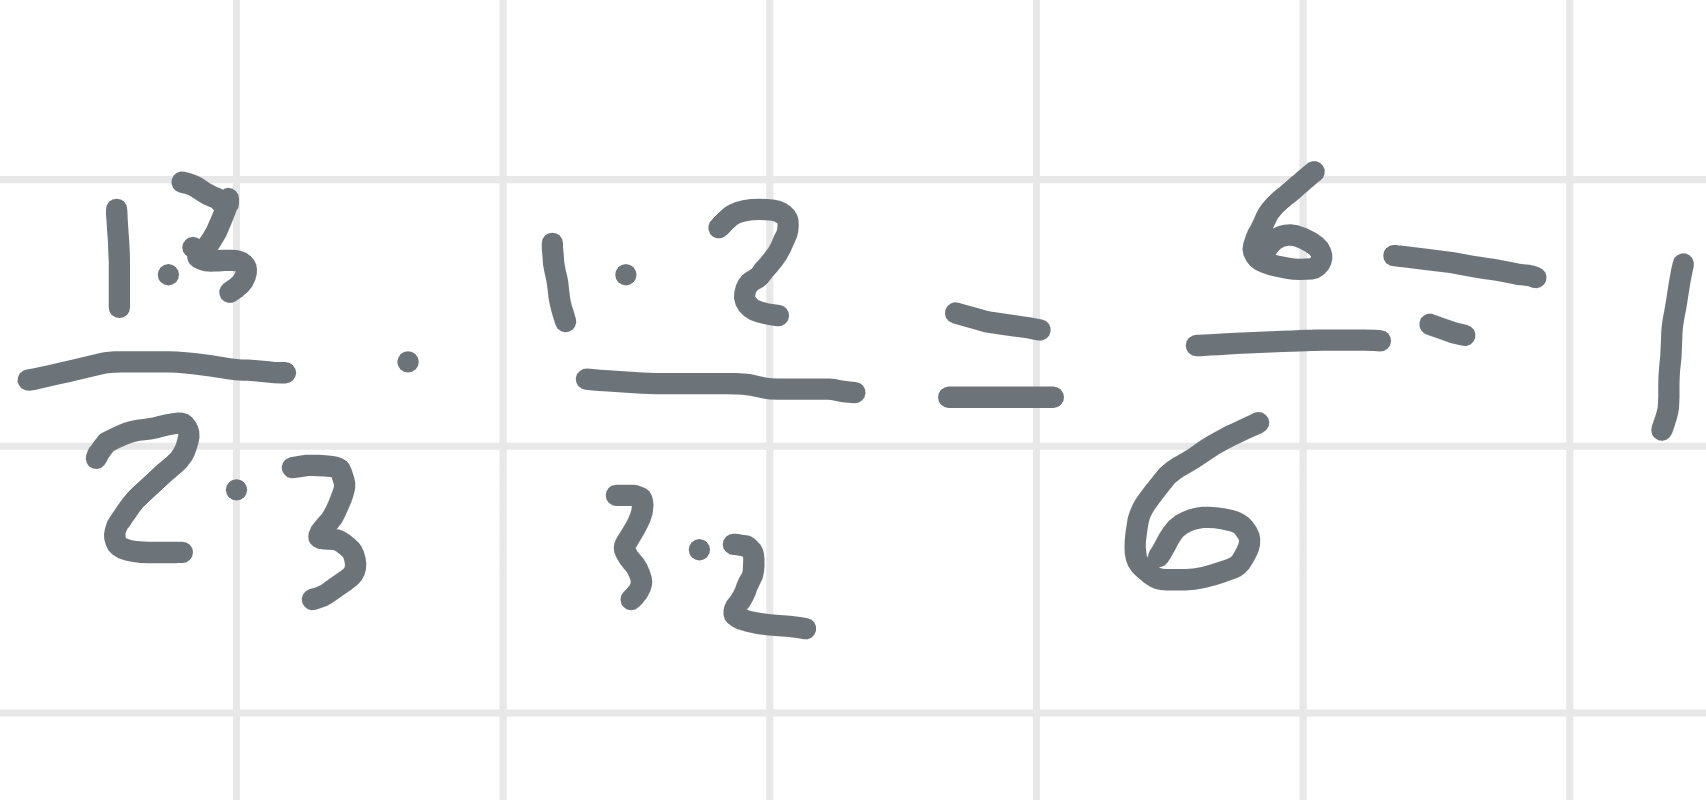 1·3/2·3 · 1·2/3·2 = 6/6 = 1